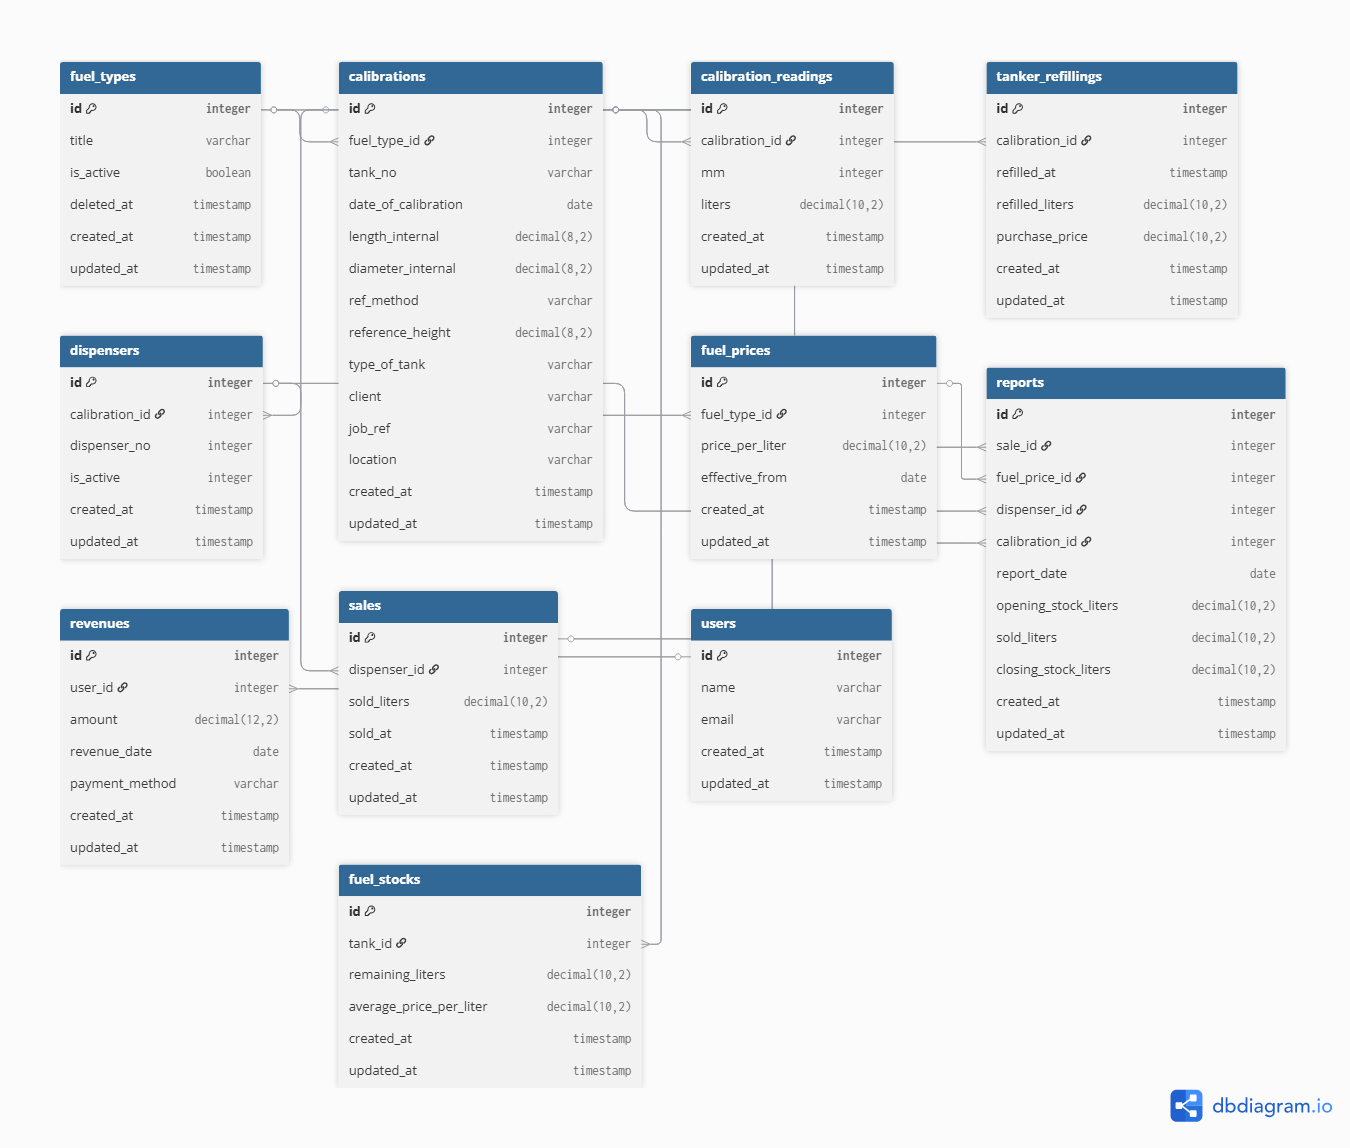 fuel_types
id integer
title varchar
is_active boolean
deleted_at timestamp
created_at timestamp
updated_at timestamp
calibrations
id integer
fuel_type_id integer
tank_no varchar
date_of_calibration date
length_internal decimal(8,2)
diameter_internal decimal(8,2)
ref_method varchar
reference_height decimal(8,2)
type_of_tank varchar
client varchar
job_ref varchar
location varchar
created_at timestamp
updated_at timestamp
calibration_readings
id integer
calibration_id integer
mm integer
liters decimal(10,2)
created_at timestamp
updated_at timestamp
tanker_refillings
id integer
calibration_id integer
refilled_at timestamp
refilled_liters decimal(10,2)
purchase_price decimal(10,2)
created_at timestamp
updated_at timestamp
dispensers
id integer
calibration_id integer
dispenser_no integer
is_active integer
created_at timestamp
updated_at timestamp
fuel_prices
id integer
fuel_type_id integer
price_per_liter decimal(10,2)
effective_from date
created_at timestamp
updated_at timestamp
reports
id integer
sale_id integer
fuel_price_id integer
dispenser_id integer
calibration_id integer
report_date date
opening_stock_liters decimal(10,2)
sold_liters decimal(10,2)
closing_stock_liters decimal(10,2)
created_at timestamp
updated_at timestamp
revenues
id integer
user_id integer
amount decimal(12,2)
revenue_date date
payment_method varchar
created_at timestamp
updated_at timestamp
sales
id integer
dispenser_id integer
sold_liters decimal(10,2)
sold_at timestamp
created_at timestamp
updated_at timestamp
users
id integer
name varchar
email varchar
created_at timestamp
updated_at timestamp
fuel_stocks
id integer
tank_id integer
remaining_liters decimal(10,2)
average_price_per_liter decimal(10,2)
created_at timestamp
updated_at timestamp
dbdiagram.io